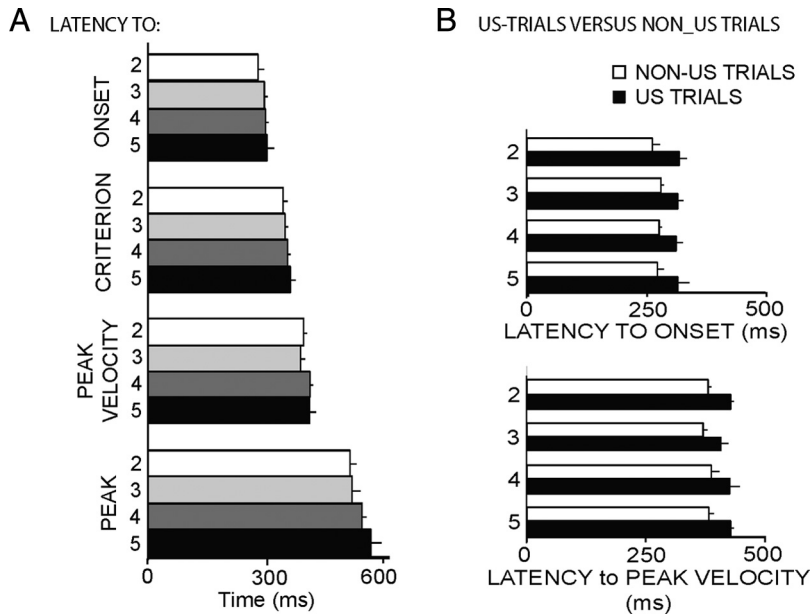 A LATENCY TO:
ONSET
2
3
4
5
CRITERION
2
3
4
5
PEAK
VELOCITY
2
3
4
5
PEAK
2
3
4
5
0 300 600
Time (ms)
B US-TRIALS VERSUS NON_US TRIALS
NON-US TRIALS
US TRIALS
2
3
4
5
0 250 500
LATENCY TO ONSET (ms)
2
3
4
5
0 250 500
LATENCY to PEAK VELOCITY
(ms)